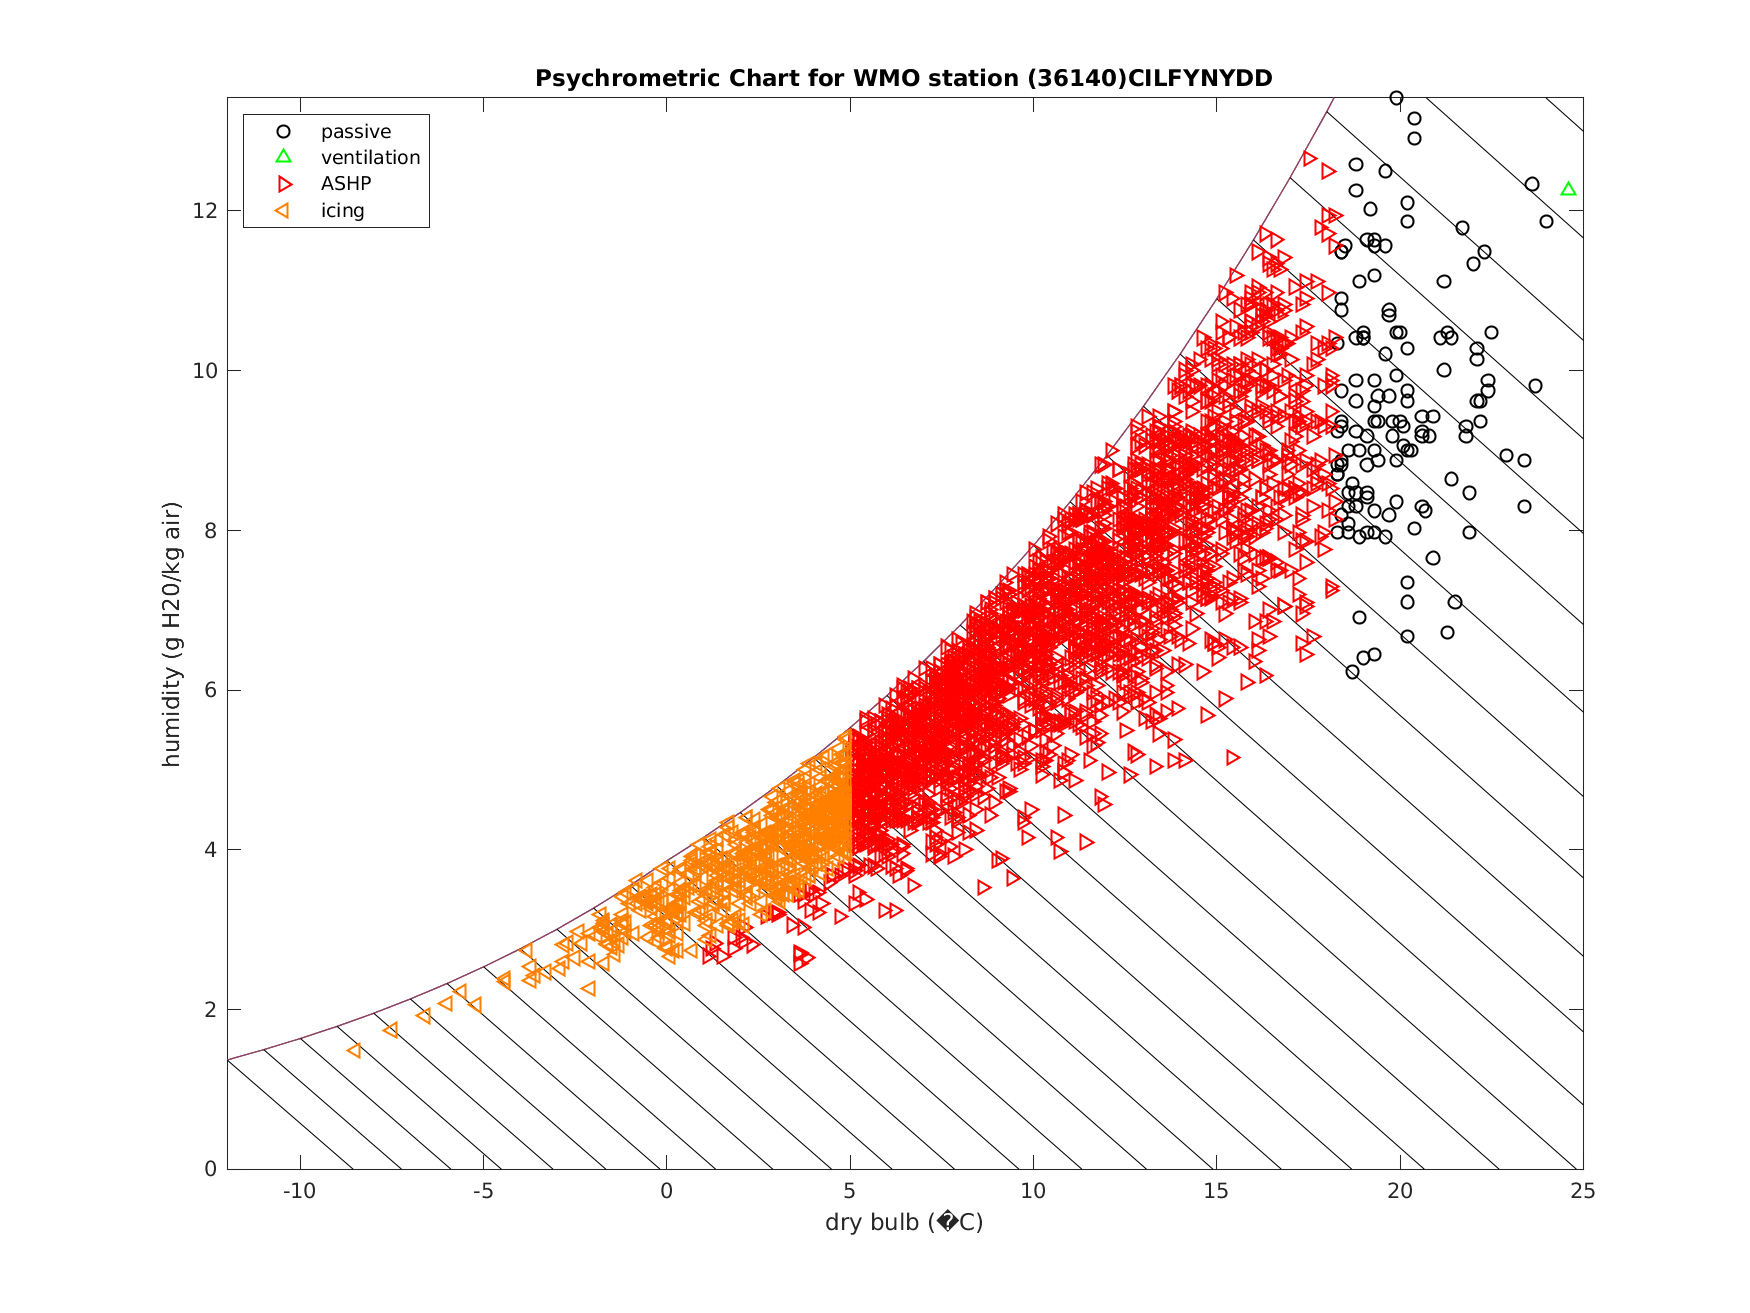 Psychrometric Chart for WMO station (36140)CILFYNYDD
passive
ventilation
ASHP
icing
humidity (g H20/kg air)
12
10
8
6
4
2
0
-10 -5 0 5 10 15 20 25
dry bulb (�C)